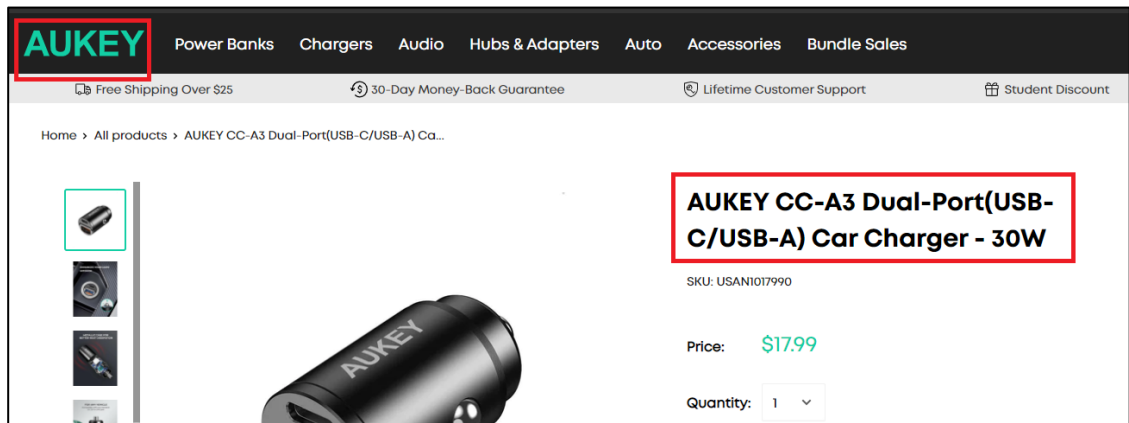 AUKEY Power Banks Chargers Audio Hubs & Adapters Auto Accessories Bundle Sales
Free Shipping Over $25 30-Day Money-Back Guarantee Lifetime Customer Support Student Discount
Home › All products › AUKEY CC-A3 Dual-Port(USB-C/USB-A) Ca...
AUKEY CC-A3 Dual-Port(USB-
C/USB-A) Car Charger - 30W
SKU: USAN1017990
AUKEY
Price: $17.99
Quantity: 1